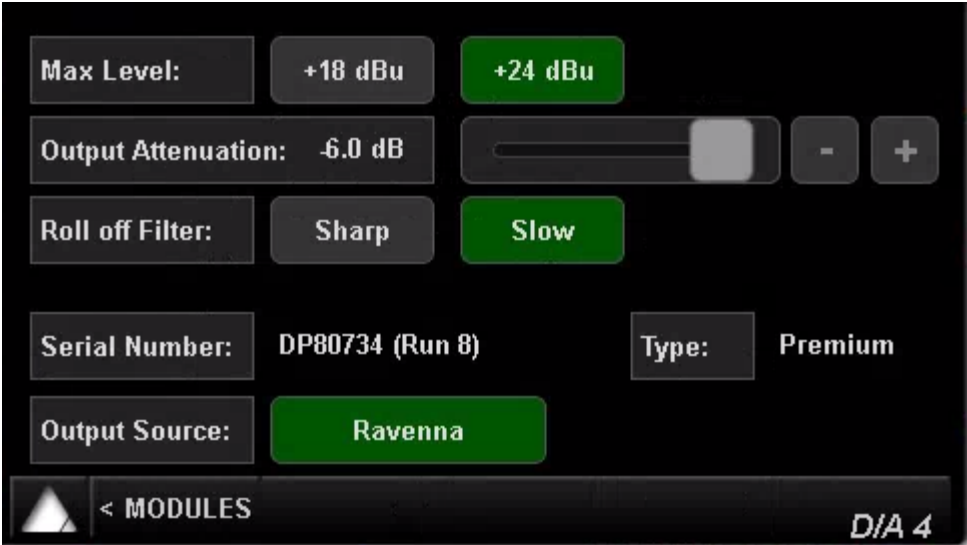 Max Level: +18 dBu +24 dBu
Output Attenuation: -6.0 dB - +
Roll off Filter: Sharp Slow
Serial Number: DP80734 (Run 8) Type: Premium
Output Source: Ravenna
< MODULES
D/A 4